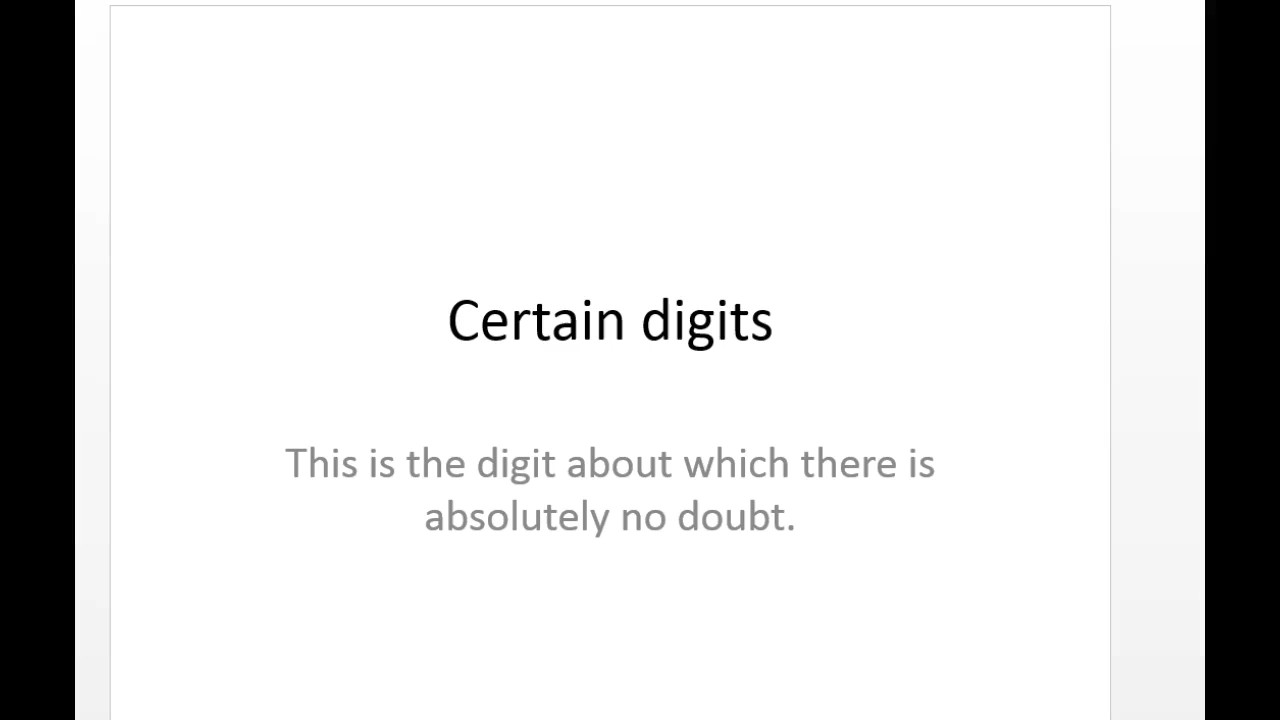 Certain digits
This is the digit about which there is
absolutely no doubt.